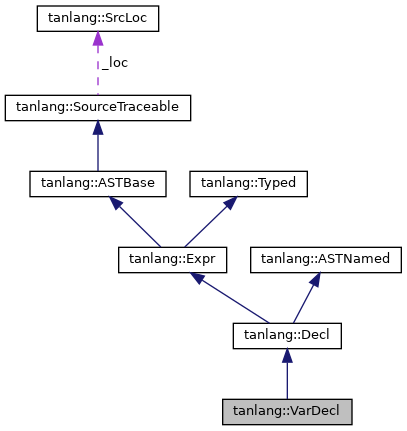 tanlang::SrcLoc
_loc
tanlang::SourceTraceable
tanlang::ASTBase
tanlang::Typed
tanlang::Expr
tanlang::ASTNamed
tanlang::Decl
tanlang::VarDecl